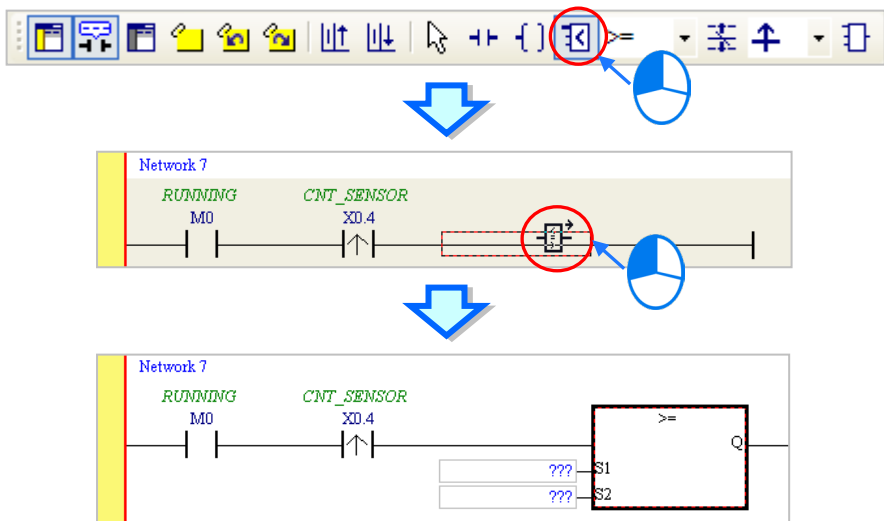 >=
Network 7
RUNNING CNT_SENSOR
M0 X0.4
Network 7
RUNNING CNT_SENSOR
M0 X0.4
>=
Q
??? S1
??? S2